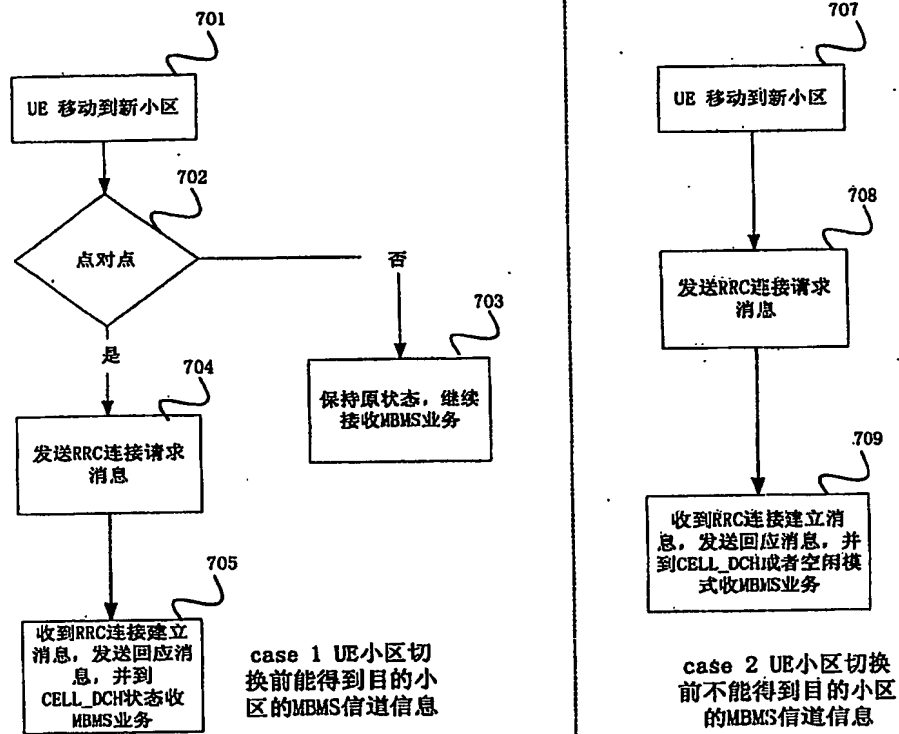 701
UE 移动到新小区
702
点对点
否
703
是
保持原状态，继续
接收MBMS业务
704
发送RRC连接请求
消息
705
收到RRC连接建立
消息，发送回应消
息，并到
CELL_DCH状态收
MBMS业务
case 1 UE小区切
换前能得到目的小
区的MBMS信道信息
707
UE 移动到新小区
708
发送RRC连接请求
消息
709
收到RRC连接建立消
息，发送回应消息，并
到CELL_DCH或者空闲模
式收MBMS业务
case 2 UE小区切换
前不能得到目的小区
的MBMS信道信息